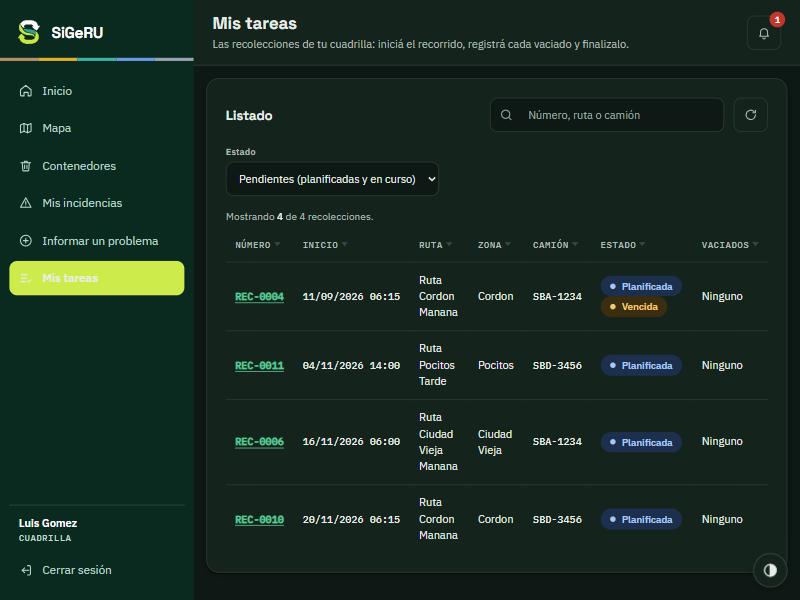 SiGeRU
Inicio
Mapa
Contenedores
Mis incidencias
Informar un problema
Mis tareas
Luis Gomez
CUADRILLA
Cerrar sesión
Mis tareas
Las recolecciones de tu cuadrilla: iniciá el recorrido, registrá cada vaciado y finalizalo.
1
Listado
Número, ruta o camión
Estado
Pendientes (planificadas y en curso)
Mostrando 4 de 4 recolecciones.
NÚMERO INICIO RUTA ZONA CAMIÓN ESTADO VACIADOS
REC-0004 11/09/2026 06:15 Ruta Cordon Manana Cordon SBA-1234 Planificada Vencida Ninguno
REC-0011 04/11/2026 14:00 Ruta Pocitos Tarde Pocitos SBD-3456 Planificada Ninguno
REC-0006 16/11/2026 06:00 Ruta Ciudad Vieja Manana Ciudad Vieja SBA-1234 Planificada Ninguno
REC-0010 20/11/2026 06:15 Ruta Cordon Manana Cordon SBD-3456 Planificada Ninguno